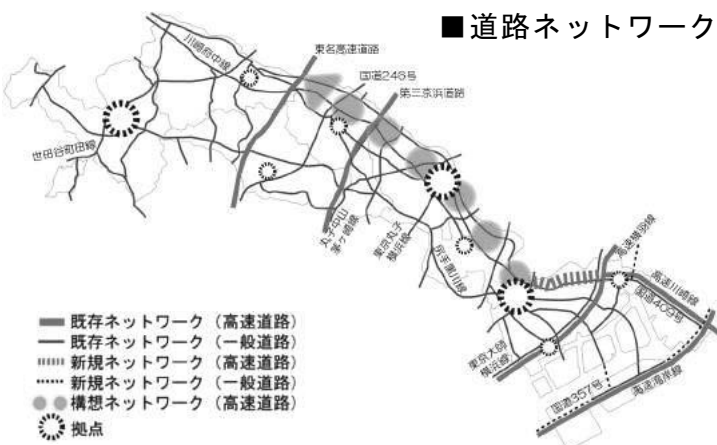 ■道路ネットワーク
川崎府中線
東名高速道路
国道246号
第三京浜道路
世田谷町田線
丸子中山
茅ヶ崎線
東京丸子
横浜線
尻手黒川線
高速横羽線
高速川崎線
国道409号
東京大師
横浜線
国道357号
高速湾岸線
既存ネットワーク（高速道路）
既存ネットワーク（一般道路）
新規ネットワーク（高速道路）
新規ネットワーク（一般道路）
構想ネットワーク（高速道路）
拠点